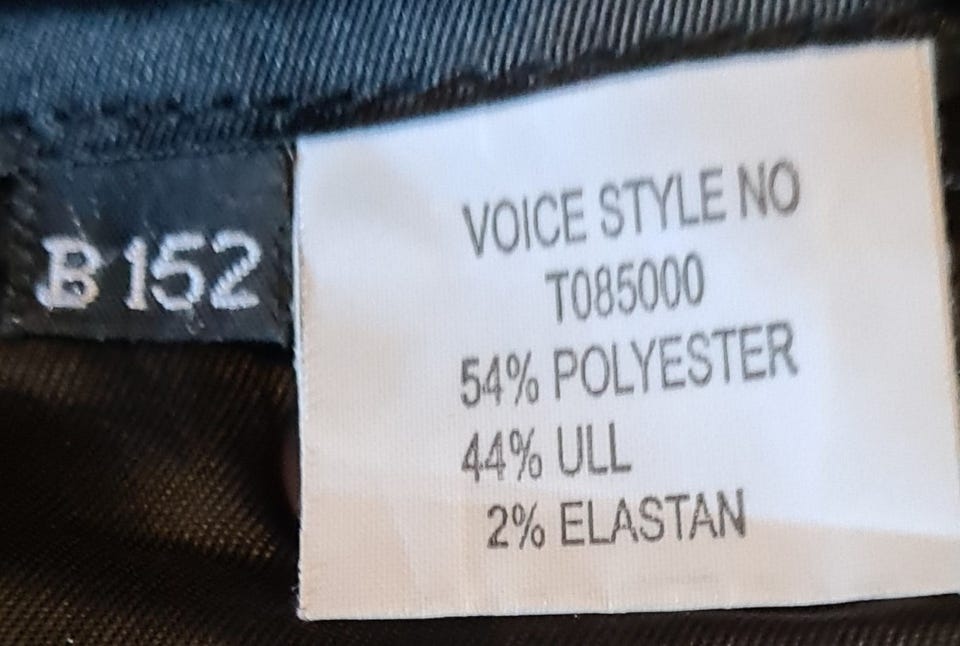 B 152
VOICE STYLE NO
T085000
54% POLYESTER
44% ULL
2% ELASTAN